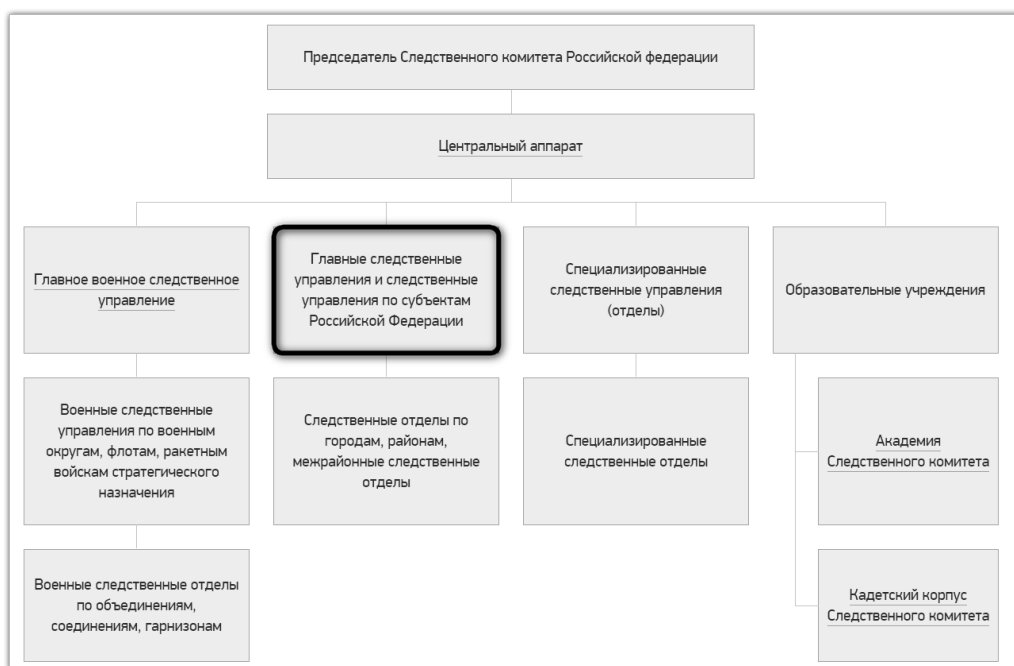 Председатель Следственного комитета Российской федерации
Центральный аппарат
Главное военное следственное
управление
Главные следственные
управления и следственные
управления по субъектам
Российской Федерации
Специализированные
следственные управления
(отделы)
Образовательные учреждения
Военные следственные
управления по военным
округам, флотам, ракетным
войскам стратегического
назначения
Следственные отделы по
городам, районам,
межрайонные следственные
отделы
Специализированные
следственные отделы
Академия
Следственного комитета
Военные следственные отделы
по объединениям,
соединениям, гарнизонам
Кадетский корпус
Следственного комитета